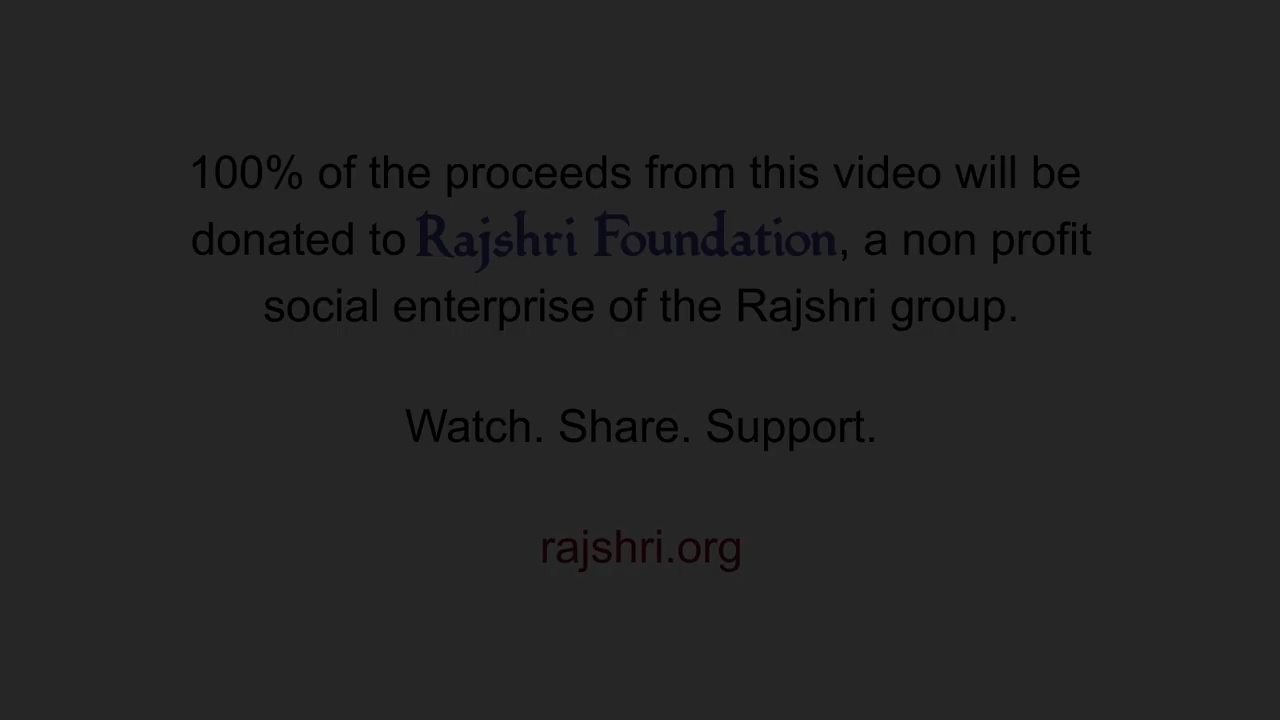 100% of the proceeds from this video will be
donated to Rajshri Foundation, a non profit
social enterprise of the Rajshri group.
Watch. Share. Support.
rajshri.org